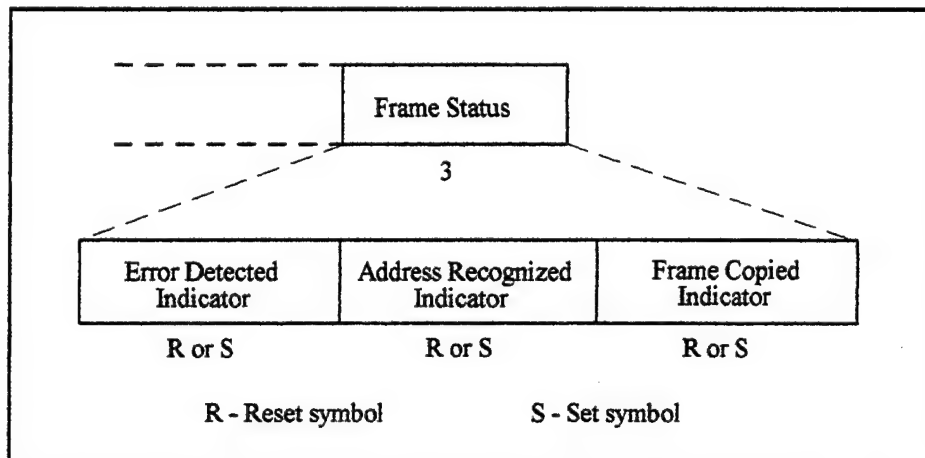 Frame Status
3
Error Detected Indicator
Address Recognized Indicator
Frame Copied Indicator
R or S
R or S
R or S
R - Reset symbol
S - Set symbol